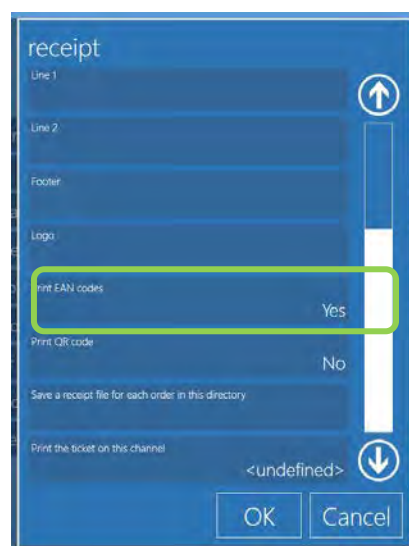 receipt
Line 1
Line 2
Footer
Logo
Print EAN codes
Yes
Print QR code
No
Save a receipt file for each order in this directory
Print the ticket on this channel
<undefined>
OK
Cancel